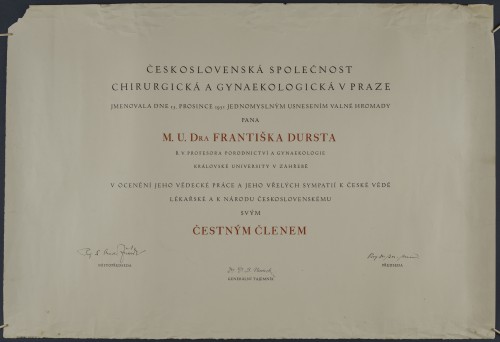 ČESKOSLOVENSKÁ SPOLEČNOST
CHIRURGICKÁ A GYNAEKOLOGICKÁ V PRAZE
JMENOVALA DNE PROSINCE JEDNOMYSLNÝM USNESENÍM VALNÉ HROMADY
PANA
M. U. DRA FRANTIŠKA DURSTA
Ř. V. PROFESORA PORODNICTVÍ A GYNAEKOLOGIE
KRÁLOVSKÉ UNIVERSITY V ZÁHŘEBĚ
V OCENĚNÍ JEHO VĚDECKÉ PRÁCE A JEHO VŘELÝCH SYMPATIÍ K ČESKÉ VĚDĚ
LÉKAŘSKÉ A K NÁRODU ČESKOSLOVENSKÉMU
SVÝM
ČESTNÝM ČLENEM
MÍSTOPŘEDSEDA
PŘEDSEDA
GENERÁLNÍ TAJEMNÍK